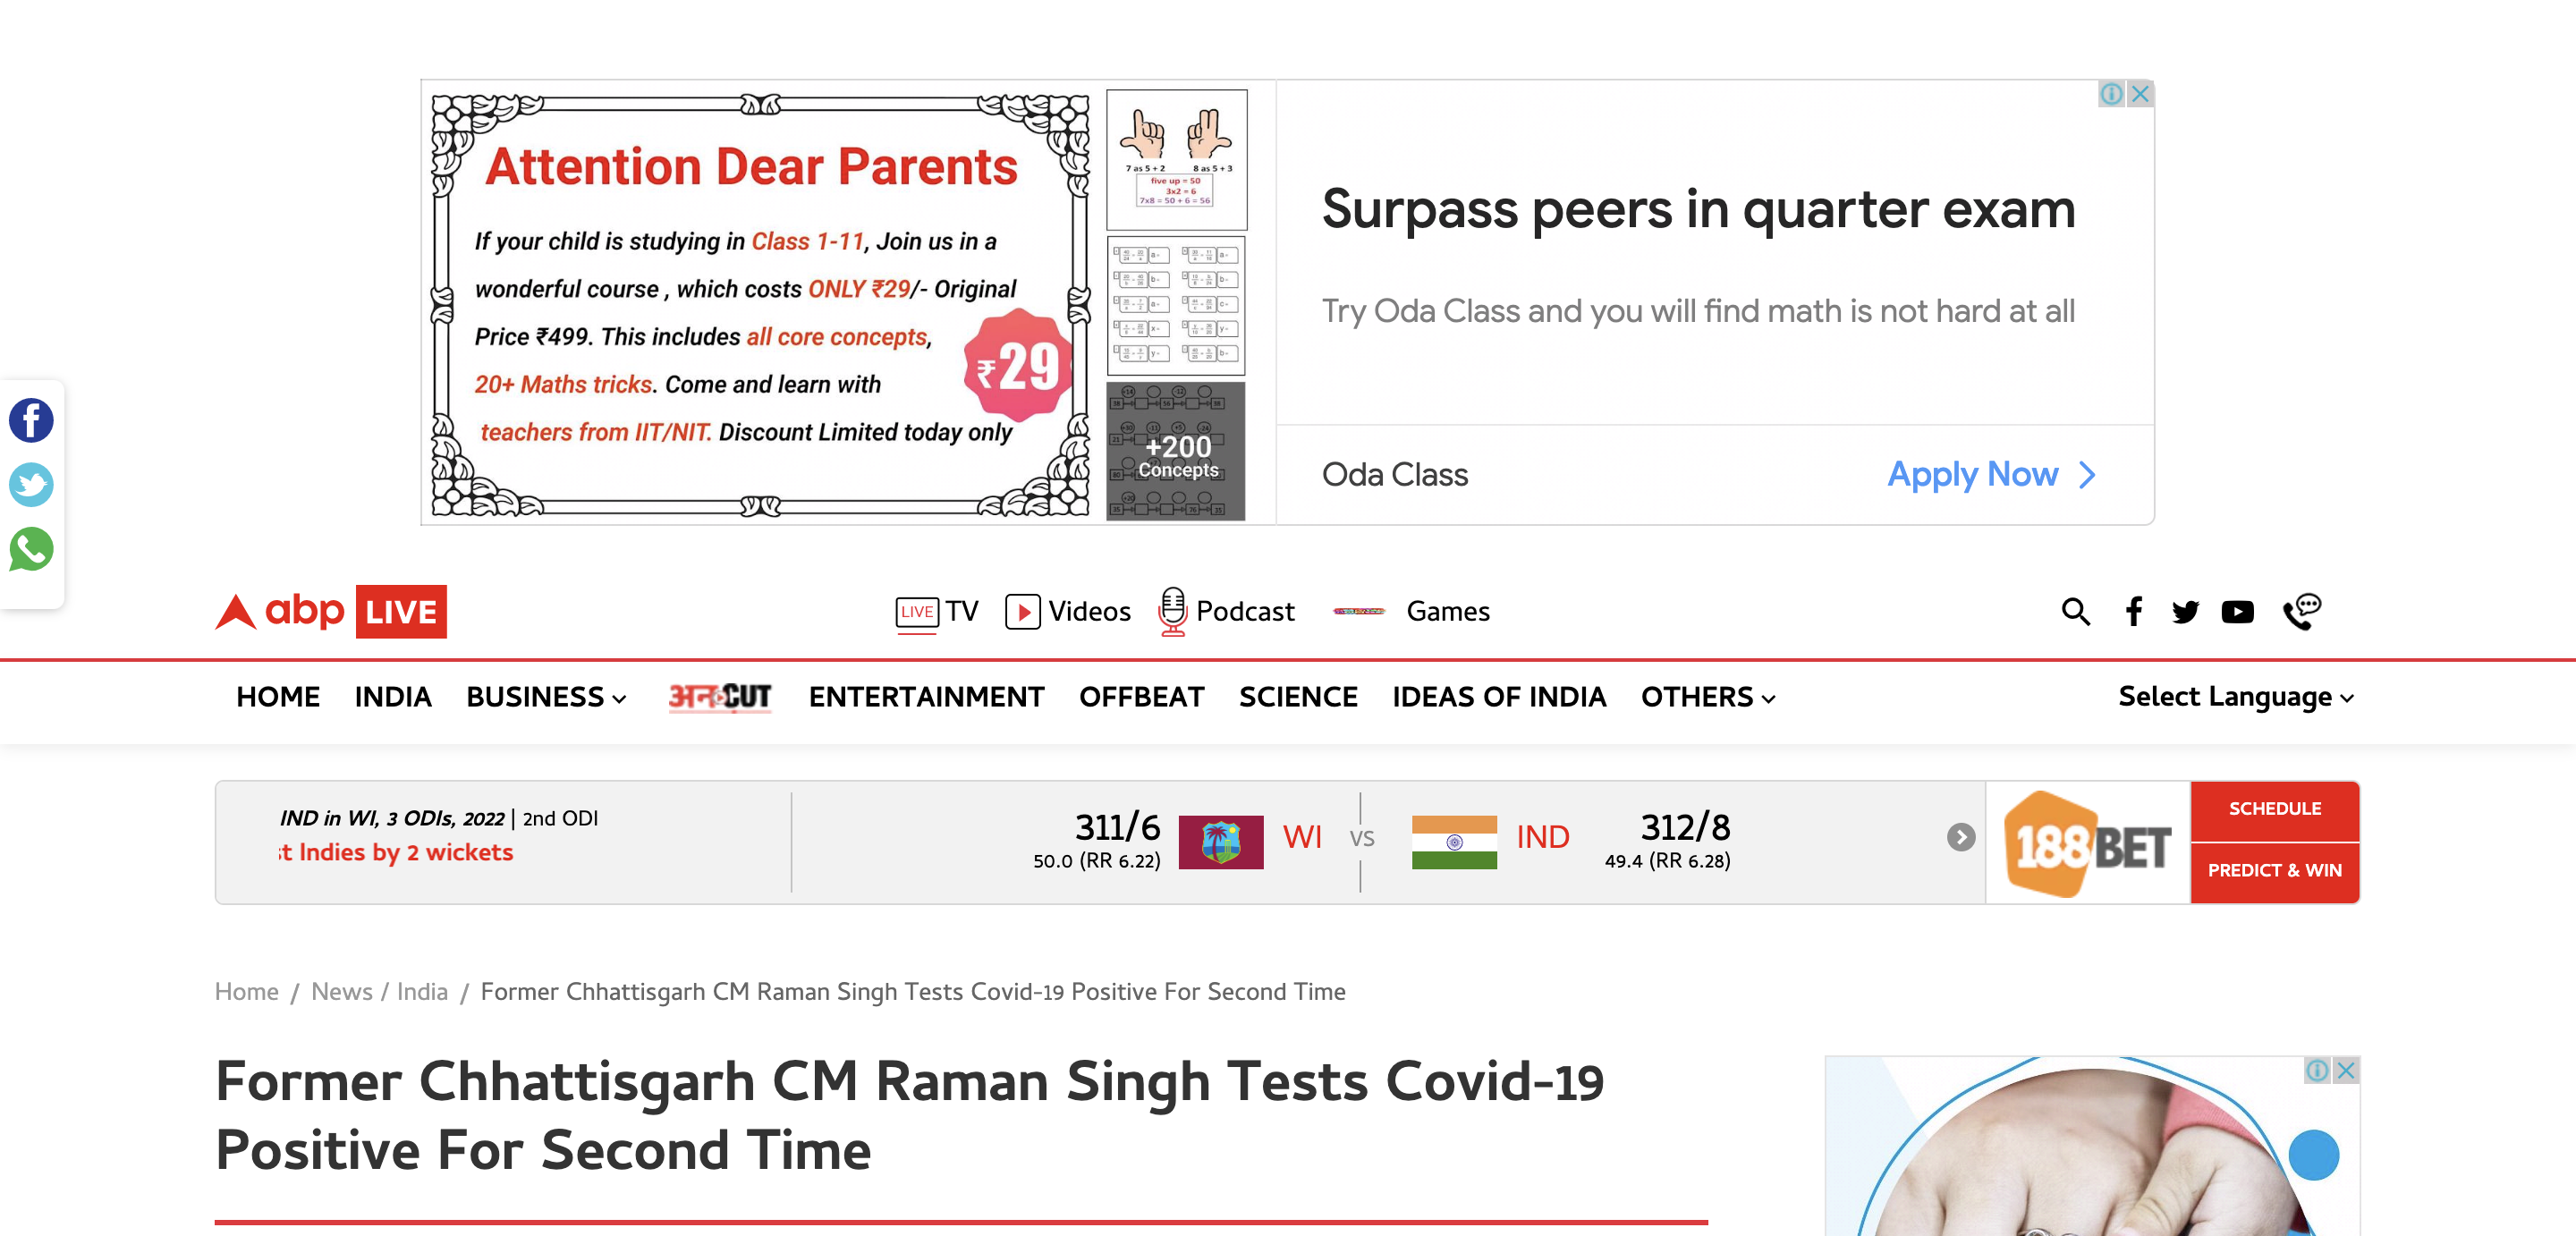 Attention Dear Parents
If your child is studying in Class 1-11, Join us in a
wonderful course , which costs ONLY ₹29/- Original
Price ₹499. This includes all core concepts,
20+ Maths tricks. Come and learn with
teachers from IIT/NIT. Discount Limited today only
₹29
7 as 5 + 2 8 as 5 + 3
five up = 50
3x2 = 6
7x8 = 50 + 6 = 56
+200
Concepts
Surpass peers in quarter exam
Try Oda Class and you will find math is not hard at all
Oda Class
Apply Now
abp LIVE
LIVE TV Videos Podcast Games
HOME INDIA BUSINESS अनCUT ENTERTAINMENT OFFBEAT SCIENCE IDEAS OF INDIA OTHERS Select Language
IND in WI, 3 ODIs, 2022 | 2nd ODI
t Indies by 2 wickets
311/6
50.0 (RR 6.22)
WI VS IND
312/8
49.4 (RR 6.28)
188BET
SCHEDULE
PREDICT & WIN
Home / News / India / Former Chhattisgarh CM Raman Singh Tests Covid-19 Positive For Second Time
Former Chhattisgarh CM Raman Singh Tests Covid-19
Positive For Second Time